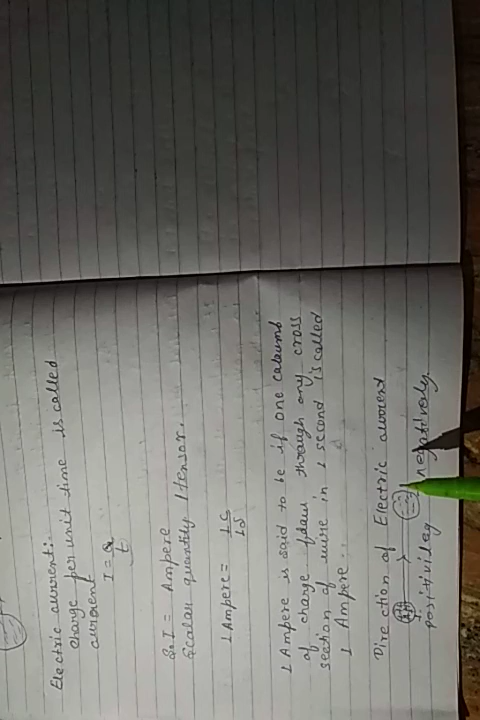 Electric current:-
charge per unit time is called
current
I = Q/t
S.I = Ampere
Scalar quantity / tensor.
1 Ampere = 1C/1S
1 Ampere is said to be if one caloumb
of charge flow through any cross
section of wire in 1 second is called
1 Ampere..
Direction of Electric current
positivilay negatively